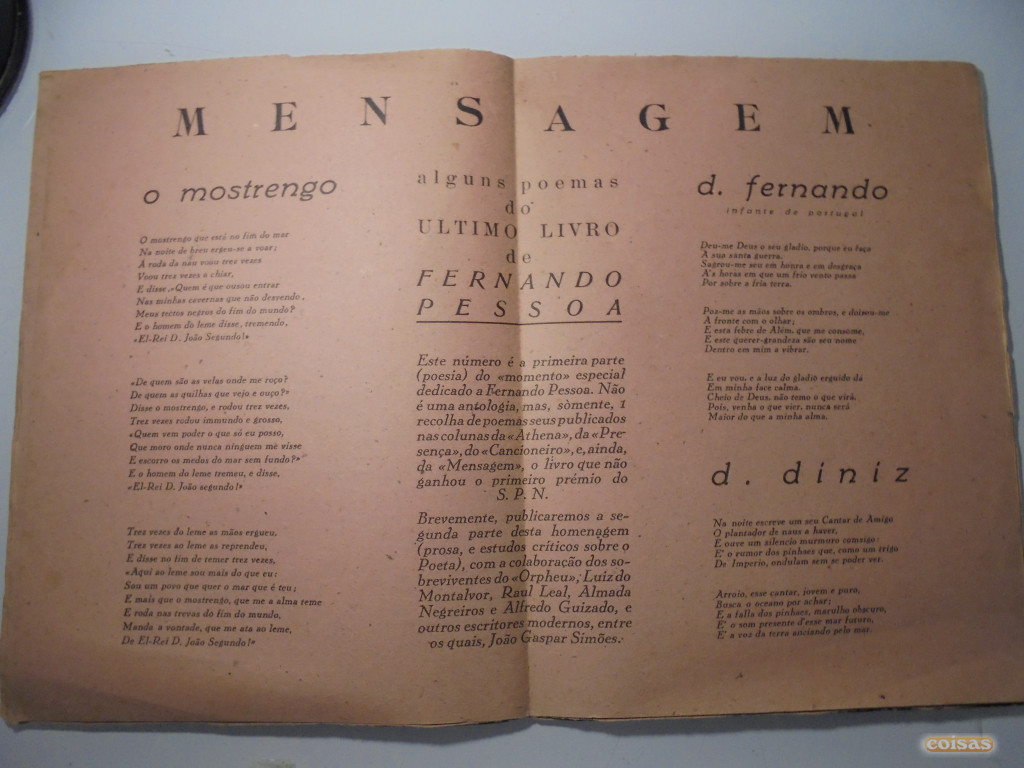 MENSAGEM
o mostrengo
O mostrengo que está no fim do mar
Na noite de breu ergeu-se a voar;
Á roda da nau voou trez vezes
Voou trez vezes a chiar,
E disse,«Quem é que ousou entrar
Nas minhas cavernas que não desvendo,
Meus tectos negros do fim do mundo?
E o homem do leme disse, tremendo,
«El-Rei D. João Segundo!»
«De quem são as velas onde me roço?
De quem as quilhas que vejo e ouço?»
Disse o mostrengo, e rodou trez vezes,
Trez vezes rodou immundo e grosso,
«Quem vem poder o que só eu posso,
Que moro onde nunca ninguem me visse
E escorro os medos do mar sem fundo?»
E o homem do leme tremeu, e disse,
«El-Rei D. João segundo!»
Trez vezes do leme as mãos ergueu,
Trez vezes ao leme as reprendeu,
E disse no fim de temer trez vezes,
«Aqui ao leme sou mais do que eu:
Sou um povo que quer o mar que é teu;
E mais que o mostrengo, que me a alma teme
E roda nas trevas do fim do mundo,
Manda a vontade, que me ata ao leme,
De El-Rei D. João Segundo!»
alguns poemas
do
ULTIMO LIVRO
de
FERNANDO
PESSOA
Este número é a primeira parte
(poesia) do «momento» especial
dedicado a Fernando Pessoa. Não
é uma antologia, mas, sòmente, 1
recolha de poemas seus publicados
nas colunas da «Athena», da «Pre-
sença», do «Cancioneiro», e, ainda,
da «Mensagem», o livro que não
ganhou o primeiro prémio do
S. P. N.
Brevemente, publicaremos a se-
gunda parte desta homenagem
(prosa, e estudos críticos sobre o
Poeta), com a colaboração dos so-
breviventes do «Orpheu», Luiz do
Montalvor, Raul Leal, Almada
Negreiros e Alfredo Guizado, e
outros escritores modernos, entre
os quais, João Gaspar Simões.
d. fernando
infante de portugal
Deu-me Deus o seu gladio, porque eu faça
A sua santa guerra.
Sagrou-me seu em honra e em desgraça
A's horas em que um frio vento passa
Por sobre a fria terra.
Poz-me as mãos sobre os ombros, e doirou-me
A fronte com o olhar;
E esta febre de Além, que me consome,
E este querer-grandeza são seu nome
Dentro em mim a vibrar.
E eu vou, e a luz do gladio erguido dá
Em minha face calma.
Cheio de Deus, não temo o que virá,
Pois, venha o que vier, nunca será
Maior do que a minha alma.
d. diniz
Na noite escreve um seu Cantar de Amigo
O plantador de naus a haver,
E ouve um silencio murmuro comsigo:
E' o rumor dos pinhaes que, como um trigo
De Imperio, ondulam sem se poder vez.
Arroio, esse cantar, jovem e puro,
Busca o oceano por achar;
E a falla dos pinhaes, marulho obscuro,
E' o som presente d'esse mar futuro,
E' a voz da terra anciando pelo mar.
coisas